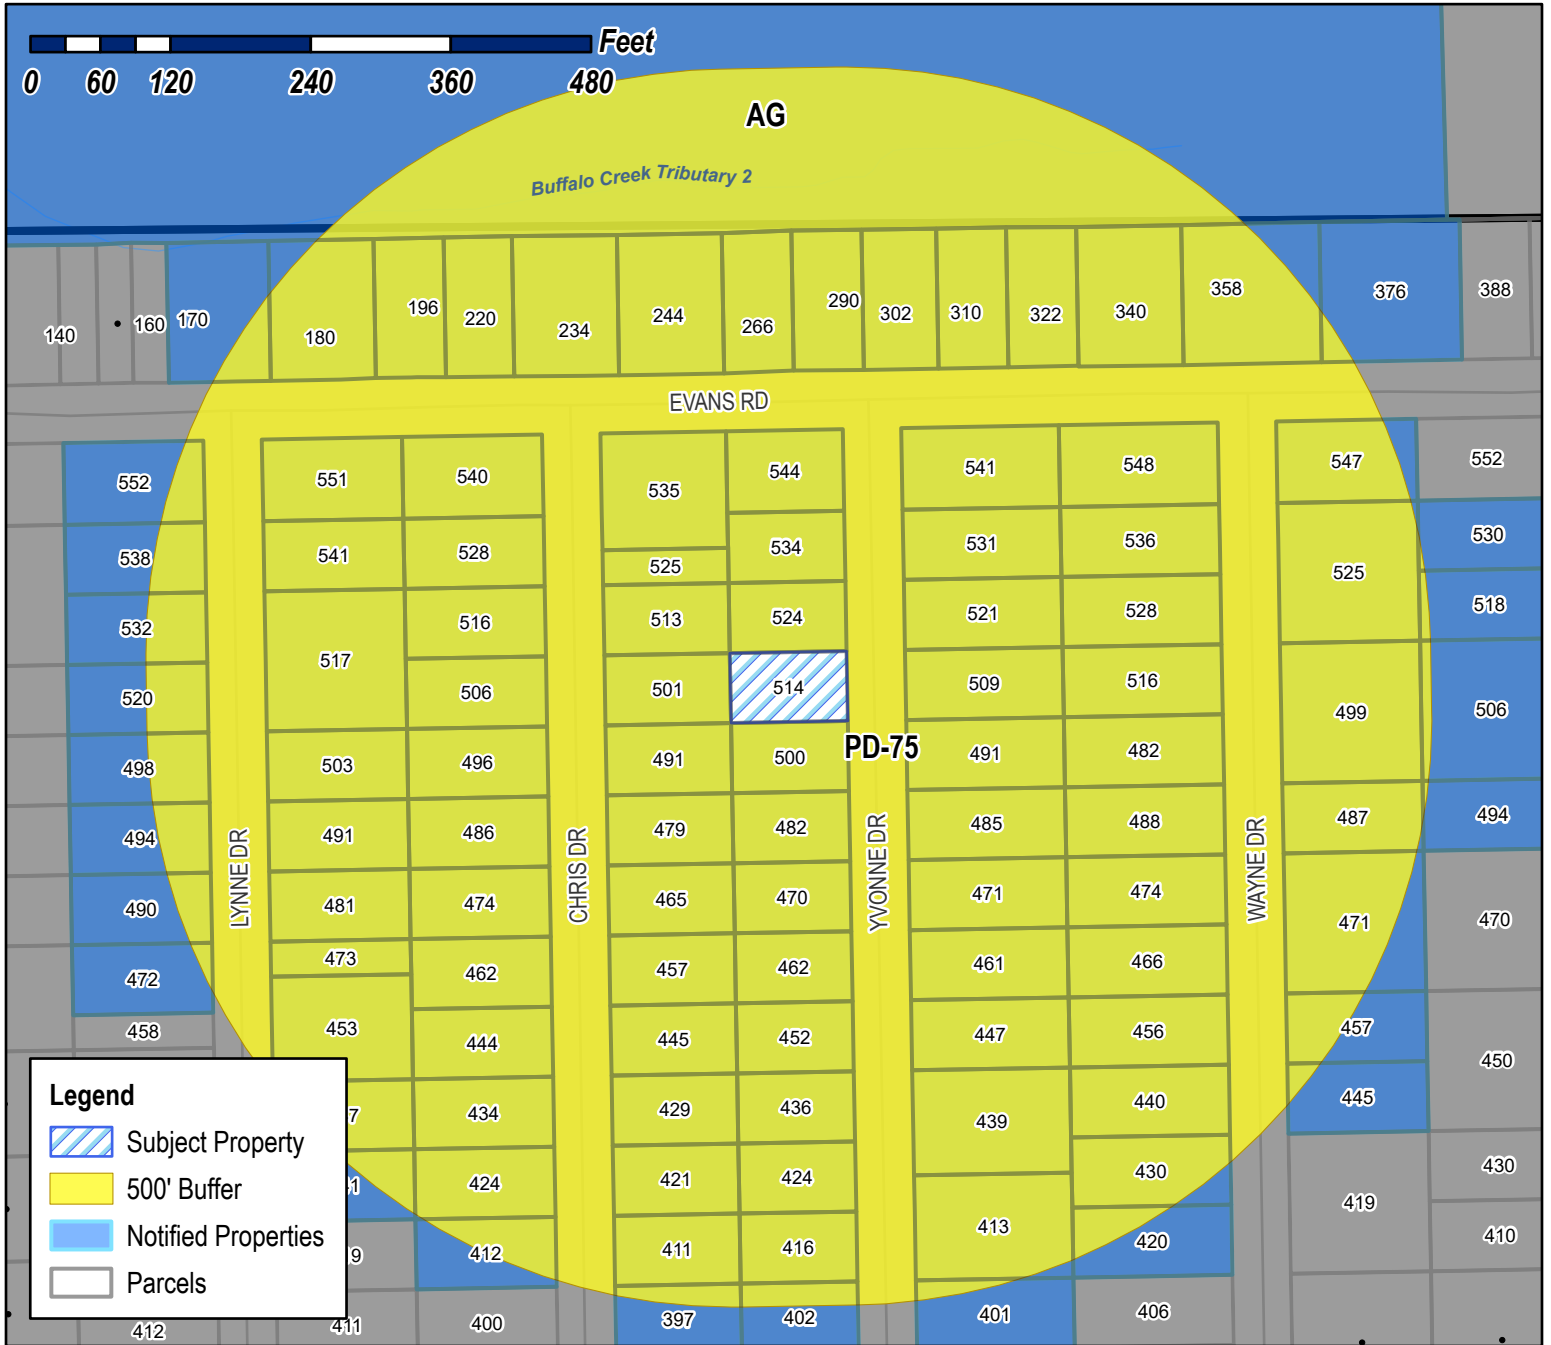 Feet
0 60 120 240 360 480
AG
Buffalo Creek Tributary 2
140 160 170 180 196 220 234 244 266 290 302 310 322 340 358 376 388
EVANS RD
552 551 540 535 544 541 548 547 552
538 541 528 525 534 531 536 525 530
532 517 516 513 524 521 528 518
520 506 501 514 509 516 499 506
498 503 496 491 500 PD-75 491 482
494 491 486 479 482 485 488 487 494
LYNNE DR
CHRIS DR
YVONNE DR
WAYNE DR
490 481 474 465 470 471 474 471 470
472 473 462 457 462 461 466
458 453 444 445 452 447 456 457 450
7 434 429 436 439 440 445
1 424 421 424 413 430 419 430
9 412 411 416 420 410
412 411 400 397 402 401 406
Legend
Subject Property
500' Buffer
Notified Properties
Parcels